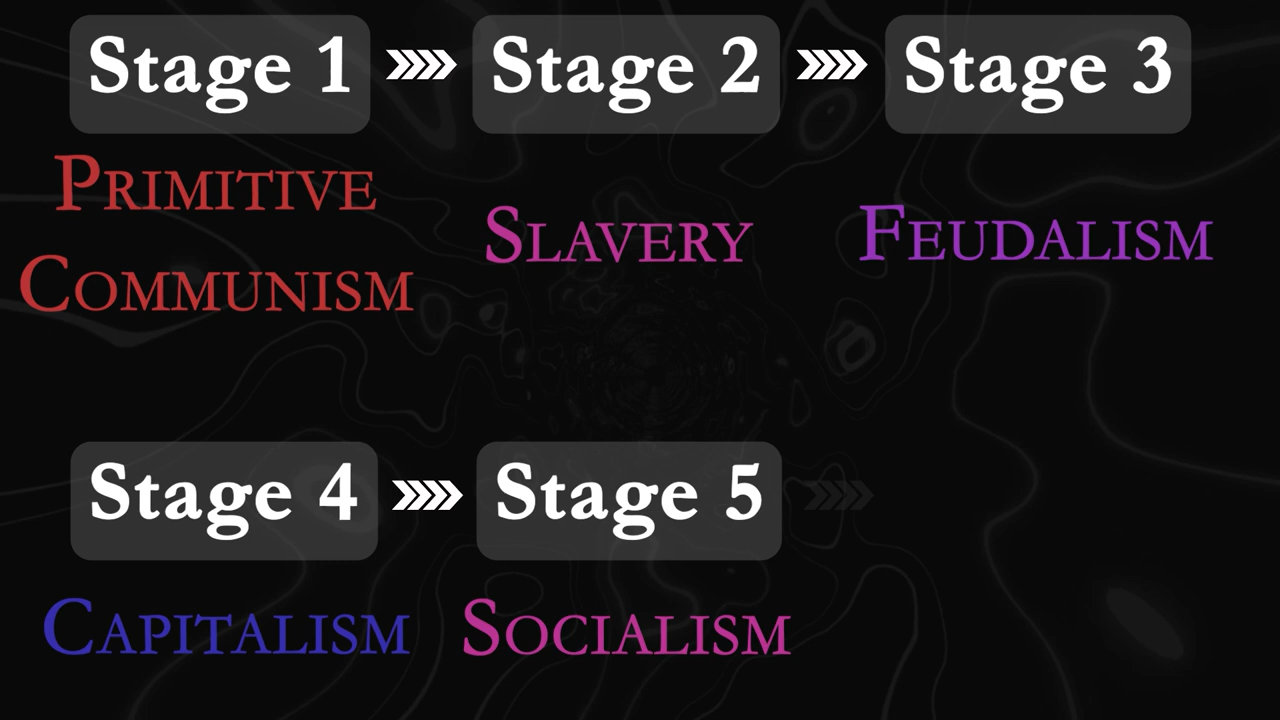 Stage 1 Stage 2 Stage 3
Primitive
Communism
Slavery
Feudalism
Stage 4 Stage 5
Capitalism Socialism